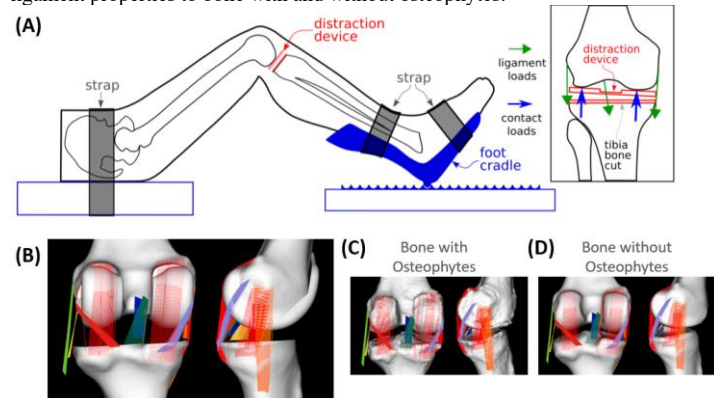 ligament properties to bone with and without osteophytes.
(A)
strap
distraction
device
strap
foot
cradle
ligament
loads
contact
loads
distraction
device
tibia
bone
cut
(B)
(C)
Bone with
Osteophytes
(D)
Bone without
Osteophytes